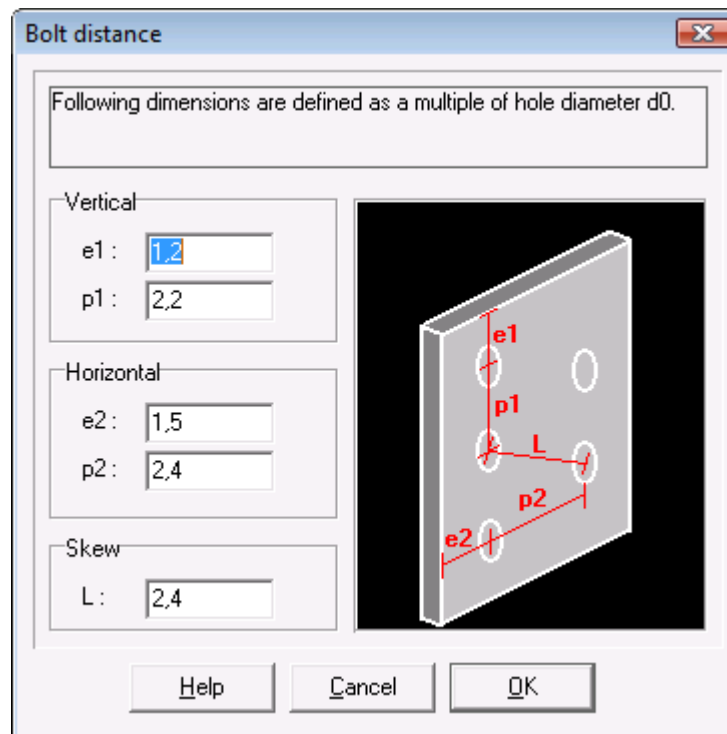 Bolt distance
Following dimensions are defined as a multiple of hole diameter d0.
Vertical
e1 : 1,2
p1 : 2,2
Horizontal
e2 : 1,5
p2 : 2,4
Skew
L : 2,4
e1
p1
L
p2
e2
Help Cancel OK